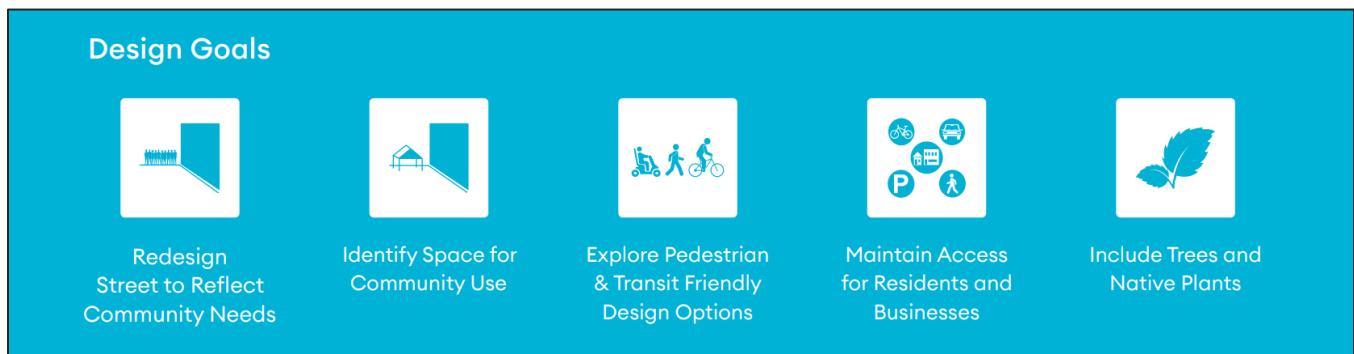 Design Goals
Redesign
Street to Reflect
Community Needs
Identify Space for
Community Use
Explore Pedestrian
& Transit Friendly
Design Options
P
Maintain Access
for Residents and
Businesses
Include Trees and
Native Plants